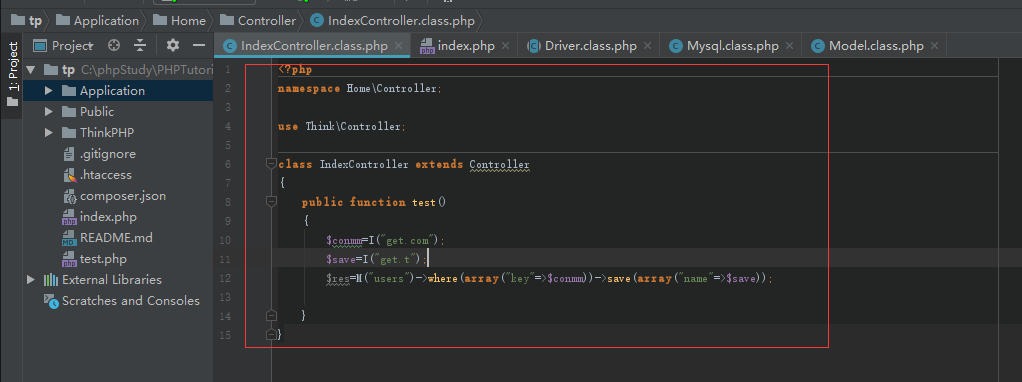 tp Application Home Controller IndexController.class.php
1: Project
Project
IndexController.class.php × index.php × Driver.class.php × Mysql.class.php × Model.class.php ×
tp C:\phpStudy\PHPTutori
Application
Public
ThinkPHP
.gitignore
.htaccess
composer.json
index.php
README.md
test.php
External Libraries
Scratches and Consoles
1 <?php
2 namespace Home\Controller;
3
4 use Think\Controller;
5
6 class IndexController extends Controller
7 {
8 public function test()
9 {
10 $conmm=I("get.com");
11 $save=I("get.t");
12 $res=M("users")->where(array("key"=>$conmm))->save(array("name"=>$save));
13
14 }
15 }